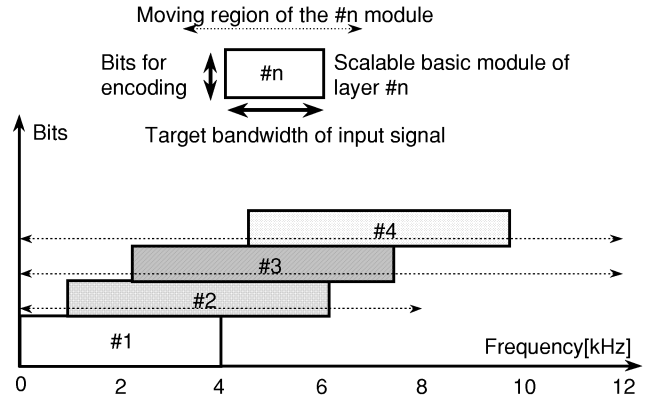 Moving region of the #n module
Bits for
encoding
#n
Scalable basic module of
layer #n
Target bandwidth of input signal
Bits
#4
#3
#2
#1
Frequency[kHz]
0 2 4 6 8 10 12